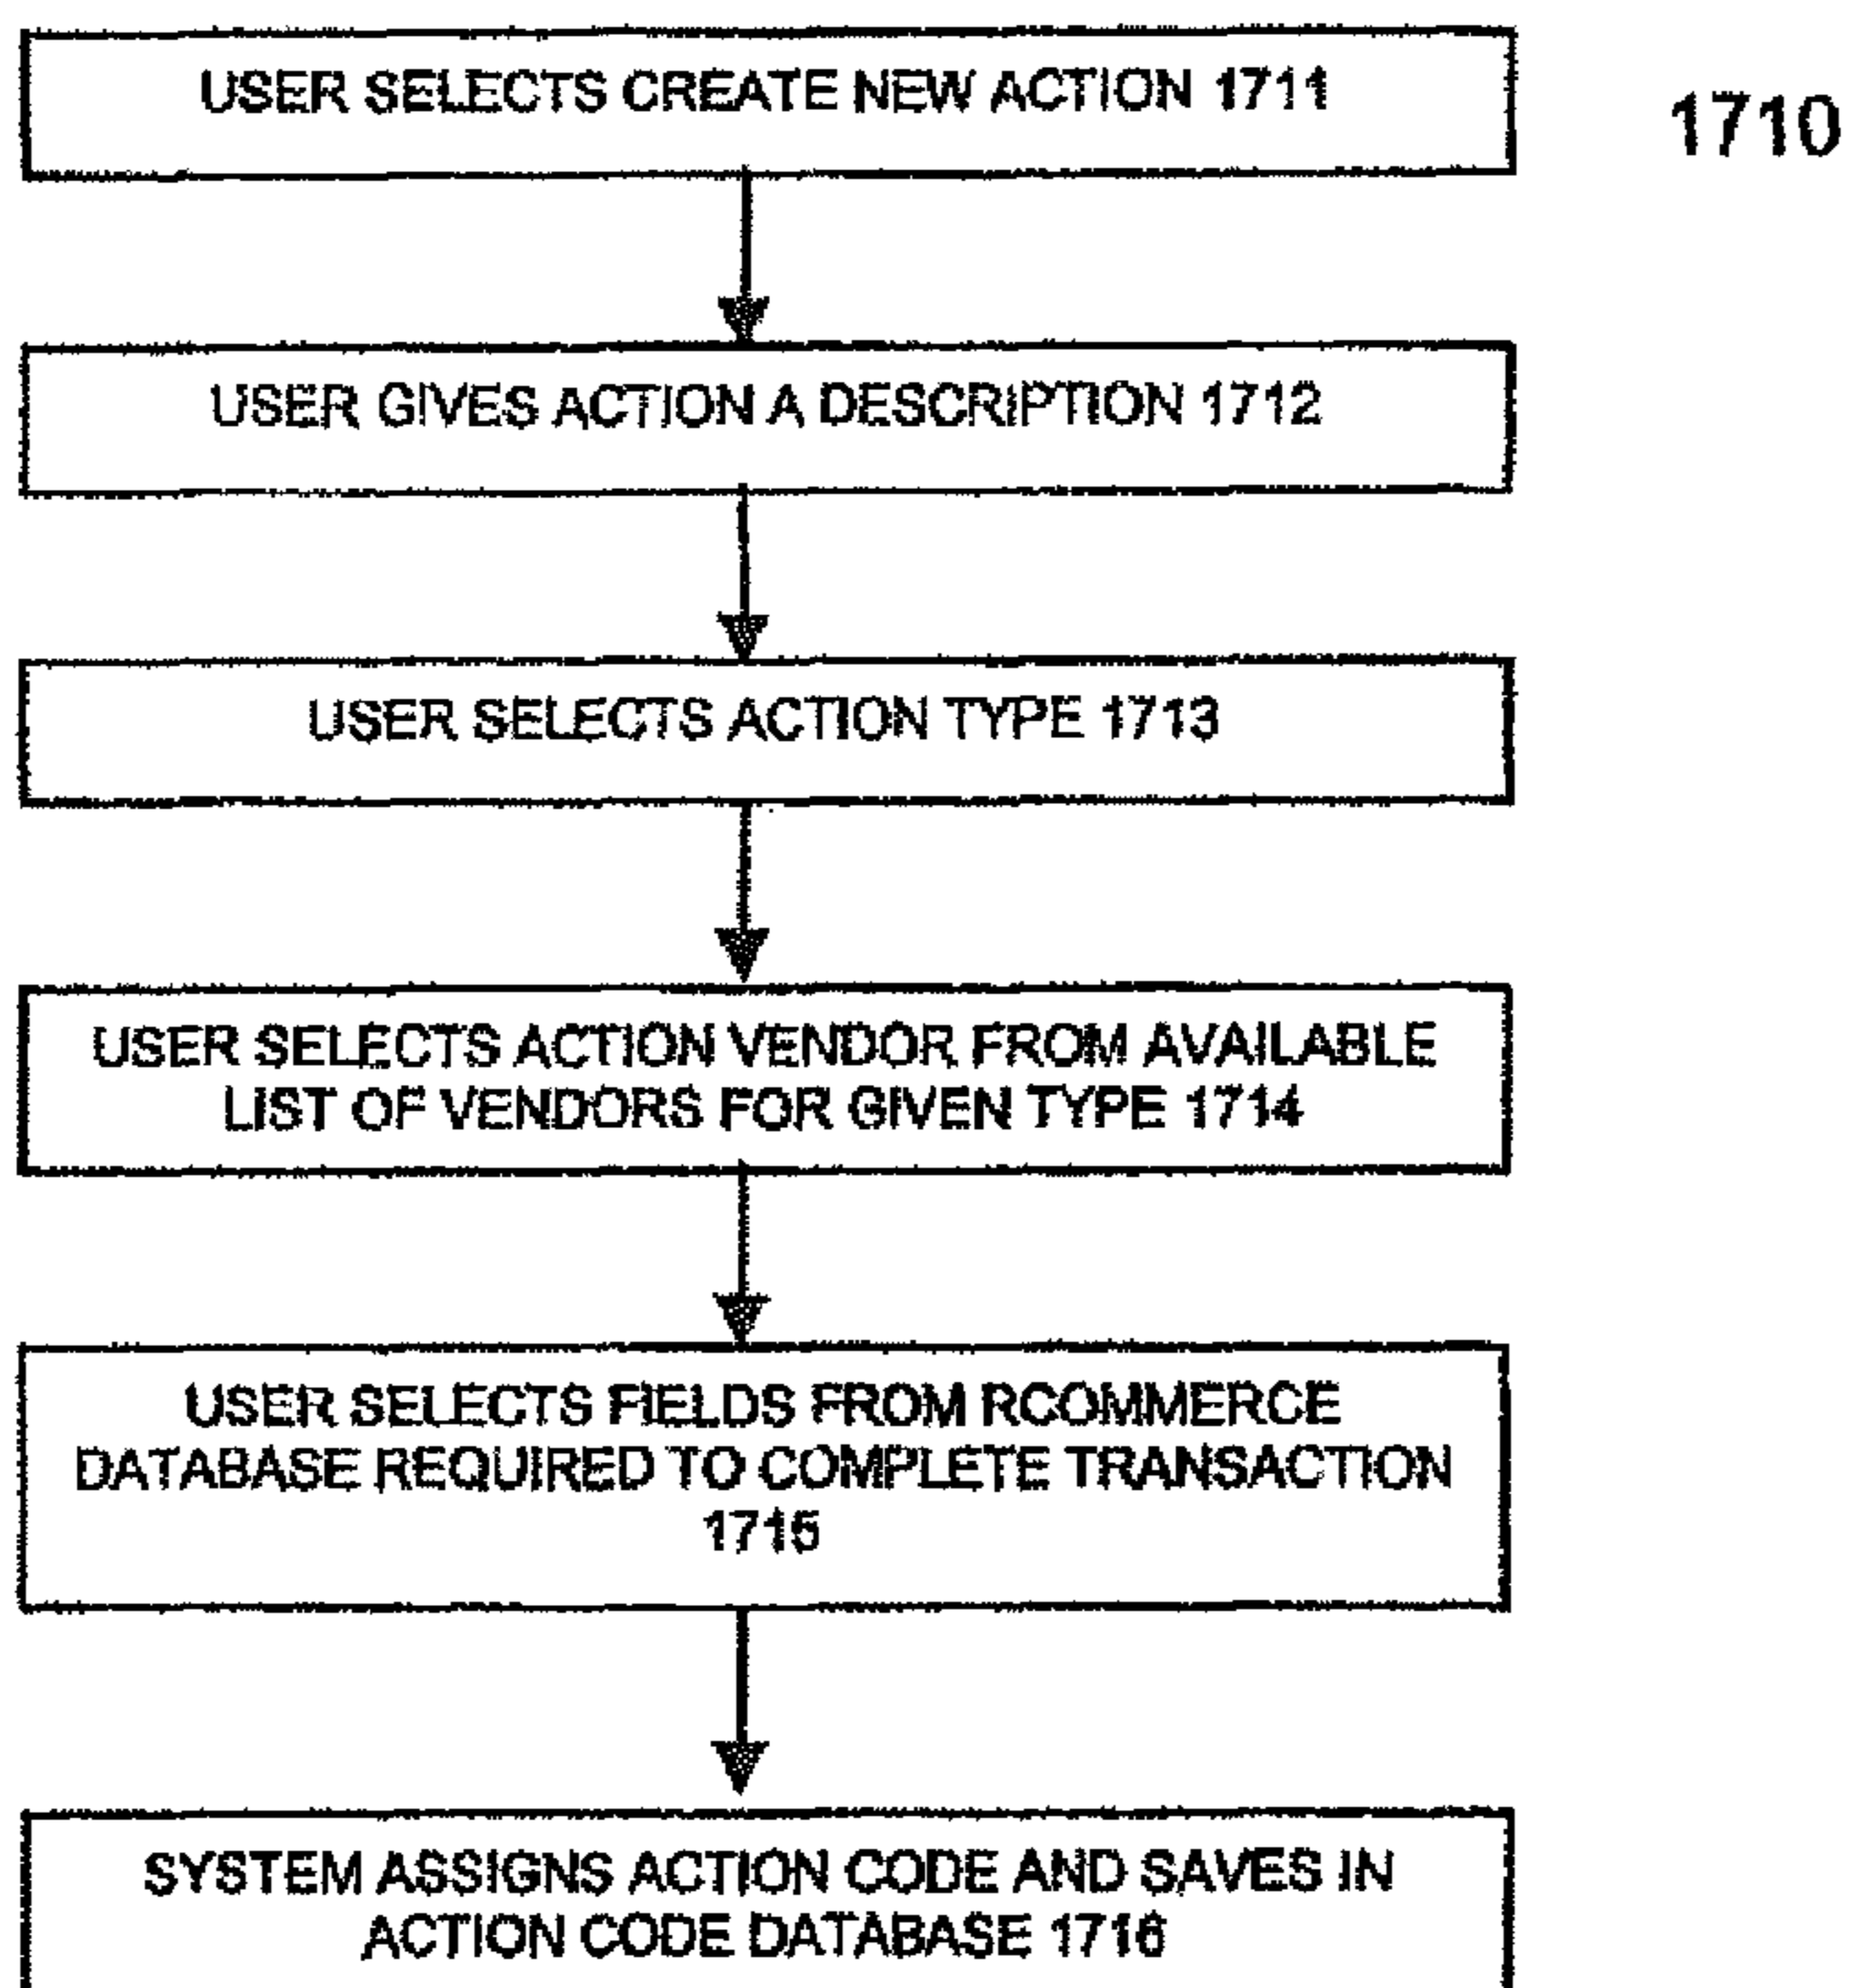 USER SELECTS CREATE NEW ACTION 1711
1710
USER GIVES ACTION A DESCRIPTION 1712
USER SELECTS ACTION TYPE 1713
USER SELECTS ACTION VENDOR FROM AVAILABLE
LIST OF VENDORS FOR GIVEN TYPE 1714
USER SELECTS FIELDS FROM RCOMMERCE
DATABASE REQUIRED TO COMPLETE TRANSACTION
1715
SYSTEM ASSIGNS ACTION CODE AND SAVES IN
ACTION CODE DATABASE 1716